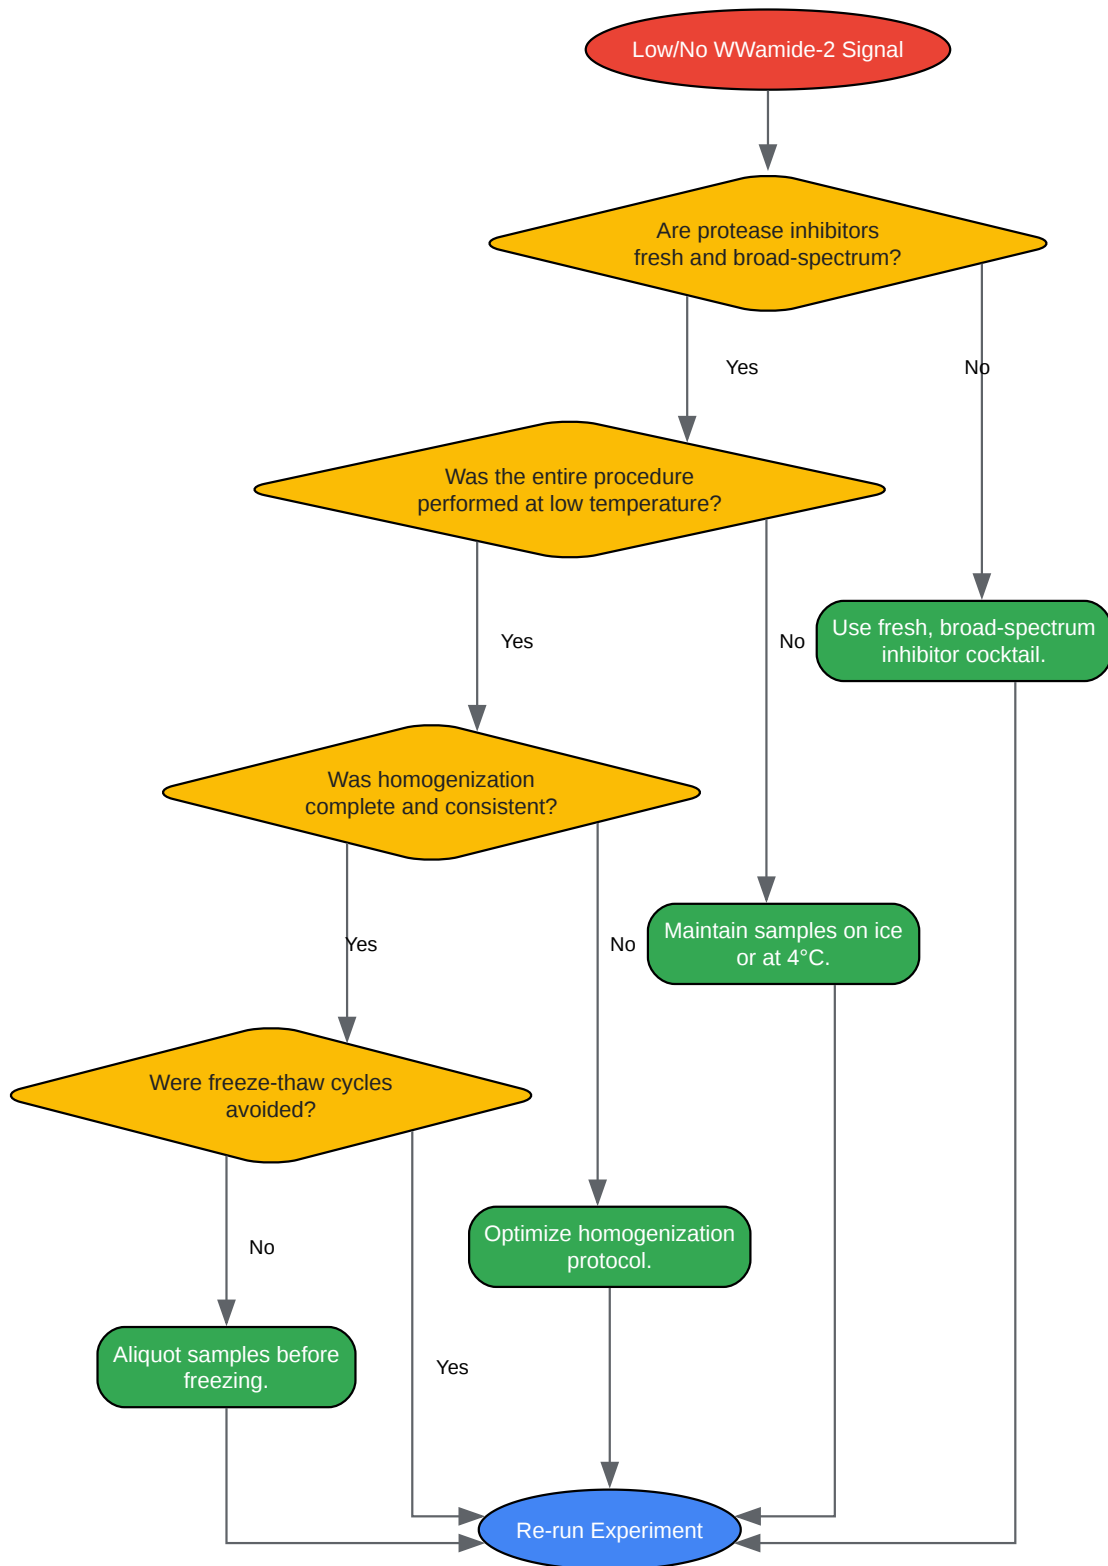 Low/No WWamide-2 Signal
Are protease inhibitors
fresh and broad-spectrum?
Yes
No
Was the entire procedure
performed at low temperature?
Yes
No
Use fresh, broad-spectrum
inhibitor cocktail.
Was homogenization
complete and consistent?
Yes
No
Maintain samples on ice
or at 4°C.
Were freeze-thaw cycles
avoided?
No
Yes
Optimize homogenization
protocol.
Aliquot samples before
freezing.
Re-run Experiment